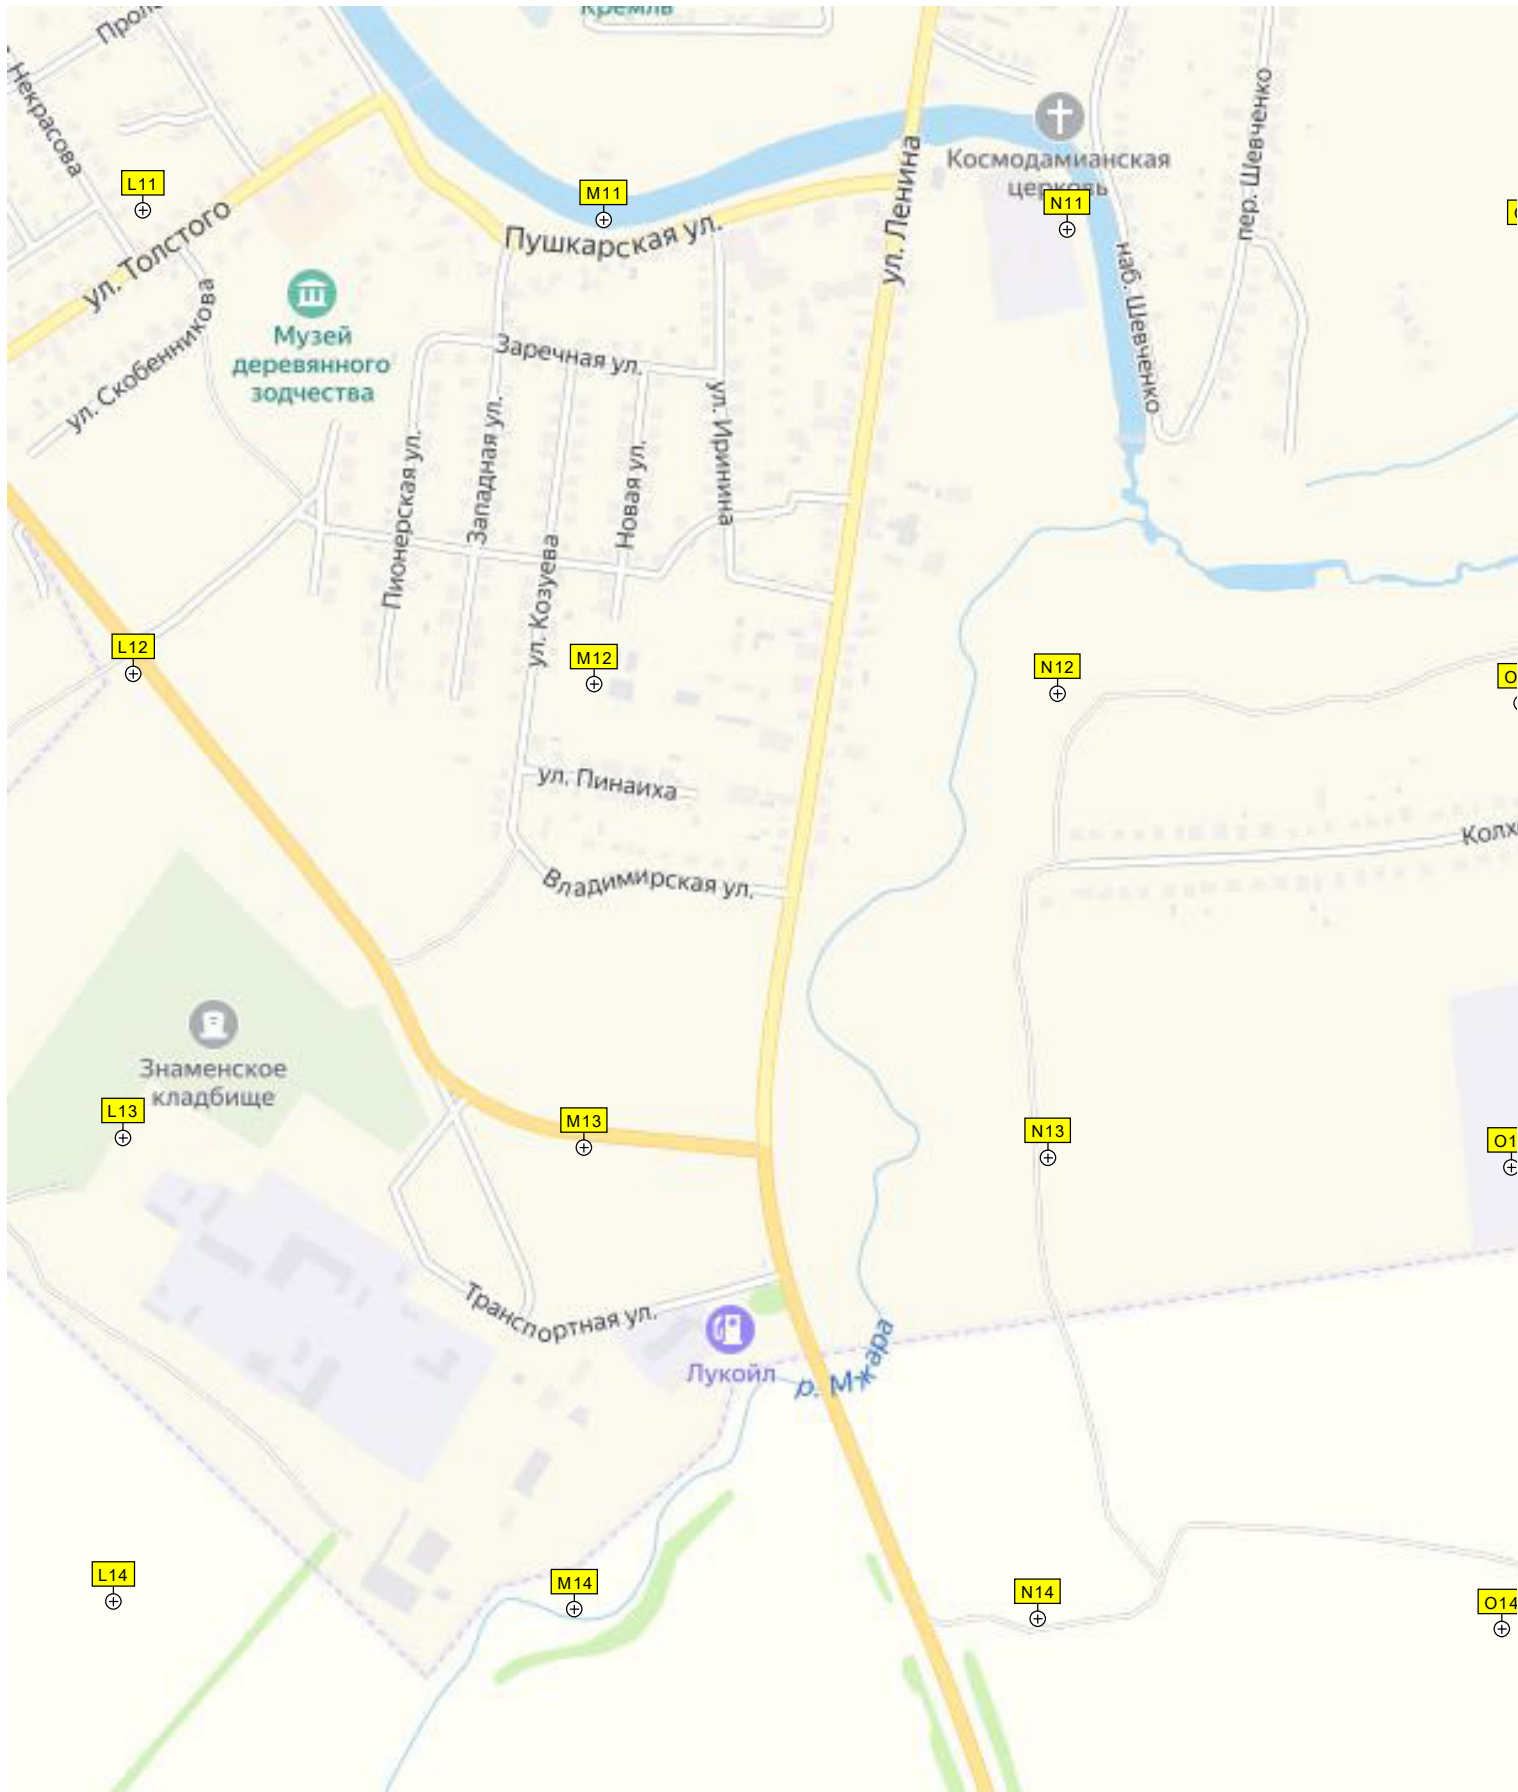 Кремль
Некрасова
Космодамианская
церковь
пер. Шевченко
L11
M11
N11
ул. Толстого
Пушкарская ул.
ул. Ленина
наб. Шевченко
Музей
деревянного
зодчества
ул. Скобенникова
Заречная ул.
ул. Иринина
Пионерская ул.
Западная ул.
Новая ул.
ул. Козуева
L12
M12
N12
ул. Пинаиха
Владимирская ул.
Знаменское
кладбище
L13
M13
N13
Транспортная ул.
Лукойл
р. Мжара
L14
M14
N14
O14